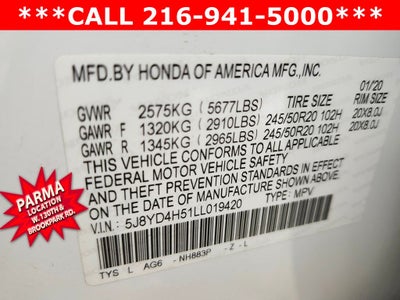 ***CALL 216-941-5000***
MFD.BY HONDA OF AMERICA MFG.,INC.
01/20
GVWR 2575KG (5677LBS) TIRE SIZE RIM SIZE
GAWR F 1320KG (2910LBS) 245/50R20 102H 20X8.0J
GAWR R 1345KG (2965LBS) 245/50R20 102H 20X8.0J
THIS VEHICLE CONFORMS TO ALL APPLICABLE
FEDERAL MOTOR VEHICLE SAFETY
AND THEFT PREVENTION STANDARDS IN EFFECT
ON THE DATE OF MANUFACTURE SHOWN ABOVE.
V.I.N: 5J8YD4H51LL019420 TYPE: MPV
TYS L AG6 -NH883P -Z-L
PARMA
LOCATION
W. 130TH &
BROOKPARK RD.